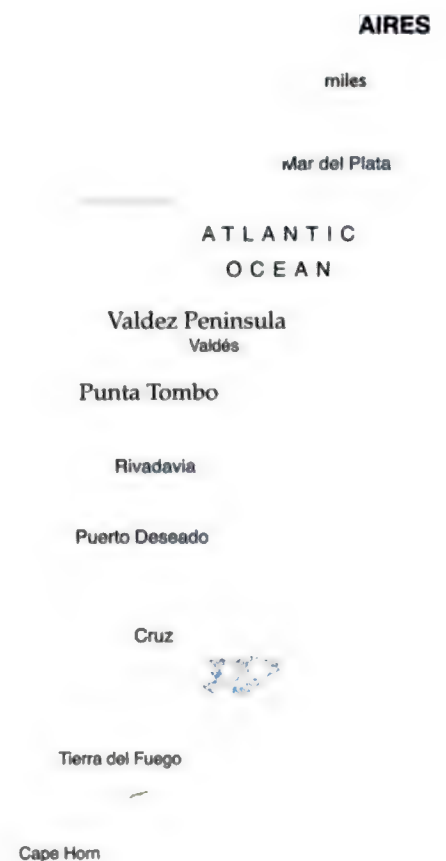 AIRES
miles
Mar del Plata
ATLANTIC
OCEAN
Valdez Peninsula
Valdés
Punta Tombo
Rivadavia
Puerto Deseado
Cruz
Tierra del Fuego
Cape Horn